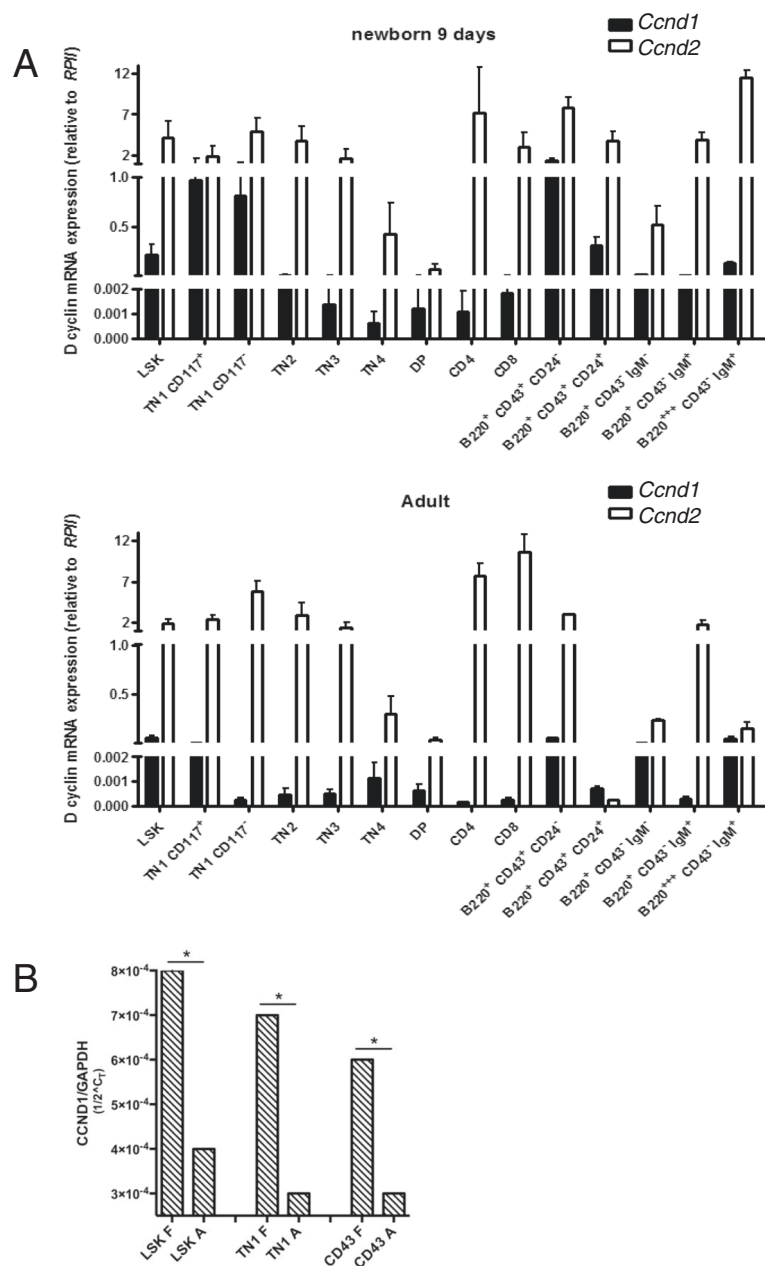 A
newborn 9 days
Ccnd1
Ccnd2
D cyclin mRNA expression (relative to RPII)
12
7
2
1.0
0.5
0.002
0.001
0.000
LSK
TN1 CD117⁺
TN1 CD117⁻
TN2
TN3
TN4
DP
CD4
CD8
B220⁺ CD43⁺ CD24⁻
B220⁺ CD43⁺ CD24⁺
B220⁺ CD43⁻ IgM⁻
B220⁺ CD43⁻ IgM⁺
B220⁺⁺⁺ CD43⁻ IgM⁺
Adult
Ccnd1
Ccnd2
D cyclin mRNA expression (relative to RPII)
12
7
2
1.0
0.5
0.002
0.001
0.000
LSK
TN1 CD117⁺
TN1 CD117⁻
TN2
TN3
TN4
DP
CD4
CD8
B220⁺ CD43⁺ CD24⁻
B220⁺ CD43⁺ CD24⁺
B220⁺ CD43⁻ IgM⁻
B220⁺ CD43⁻ IgM⁺
B220⁺⁺⁺ CD43⁻ IgM⁺
B
CCND1/GAPDH
(1/2^C_T)
8×10⁻⁴
7×10⁻⁴
6×10⁻⁴
5×10⁻⁴
4×10⁻⁴
3×10⁻⁴
*
*
*
LSK F
LSK A
TN1 F
TN1 A
CD43 F
CD43 A